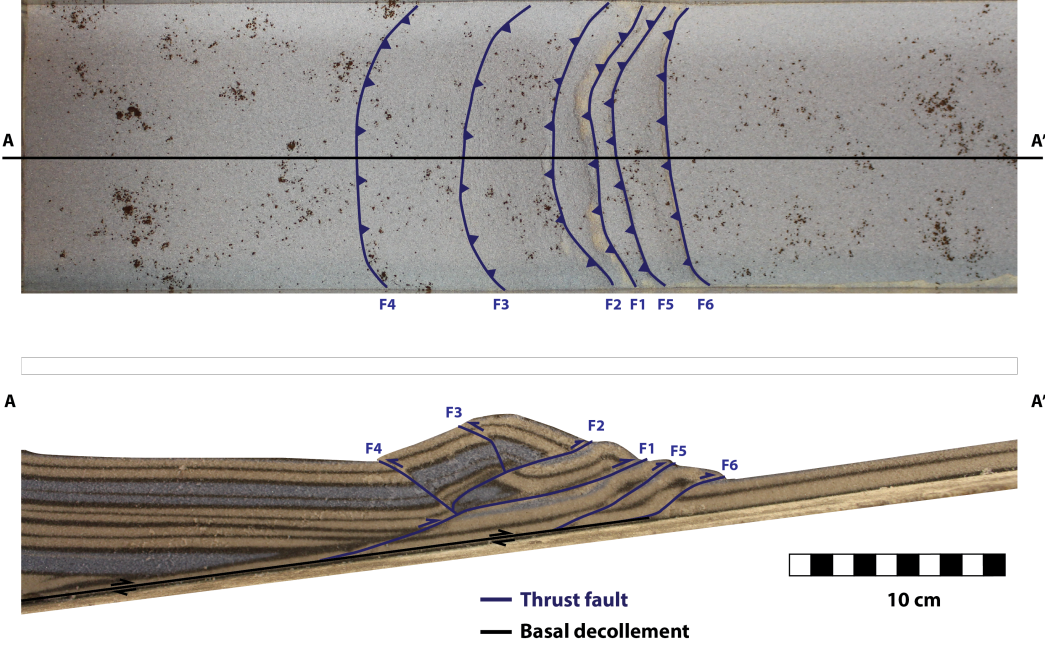 A A’
F4 F3 F2 F1 F5 F6
A A’
F3 F2
F4 F1 F5 F6
10 cm
Thrust fault
Basal decollement